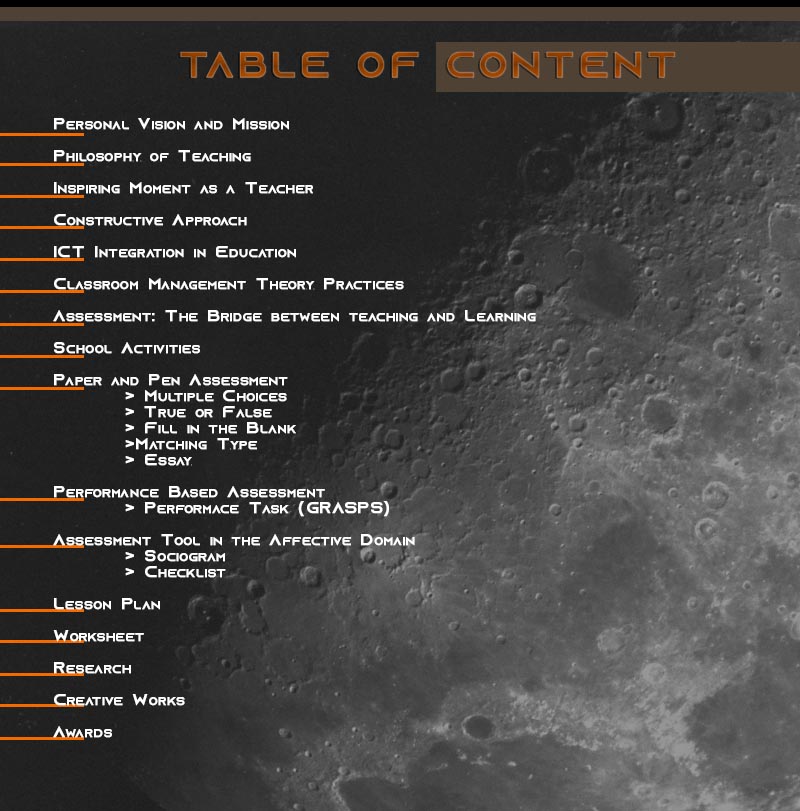 Table of Content
Personal Vision and Mission
Philosophy of Teaching
Inspiring Moment as a Teacher
Constructive Approach
ICT Integration in Education
Classroom Management Theory Practices
Assessment: The Bridge between teaching and Learning
School Activities
Paper and Pen Assessment
> Multiple Choices
> True or False
> Fill in the Blank
>Matching Type
> Essay
Performance Based Assessment
> Performace Task (GRASPS)
Assessment Tool in the Affective Domain
> Sociogram
> Checklist
Lesson Plan
Worksheet
Research
Creative Works
Awards